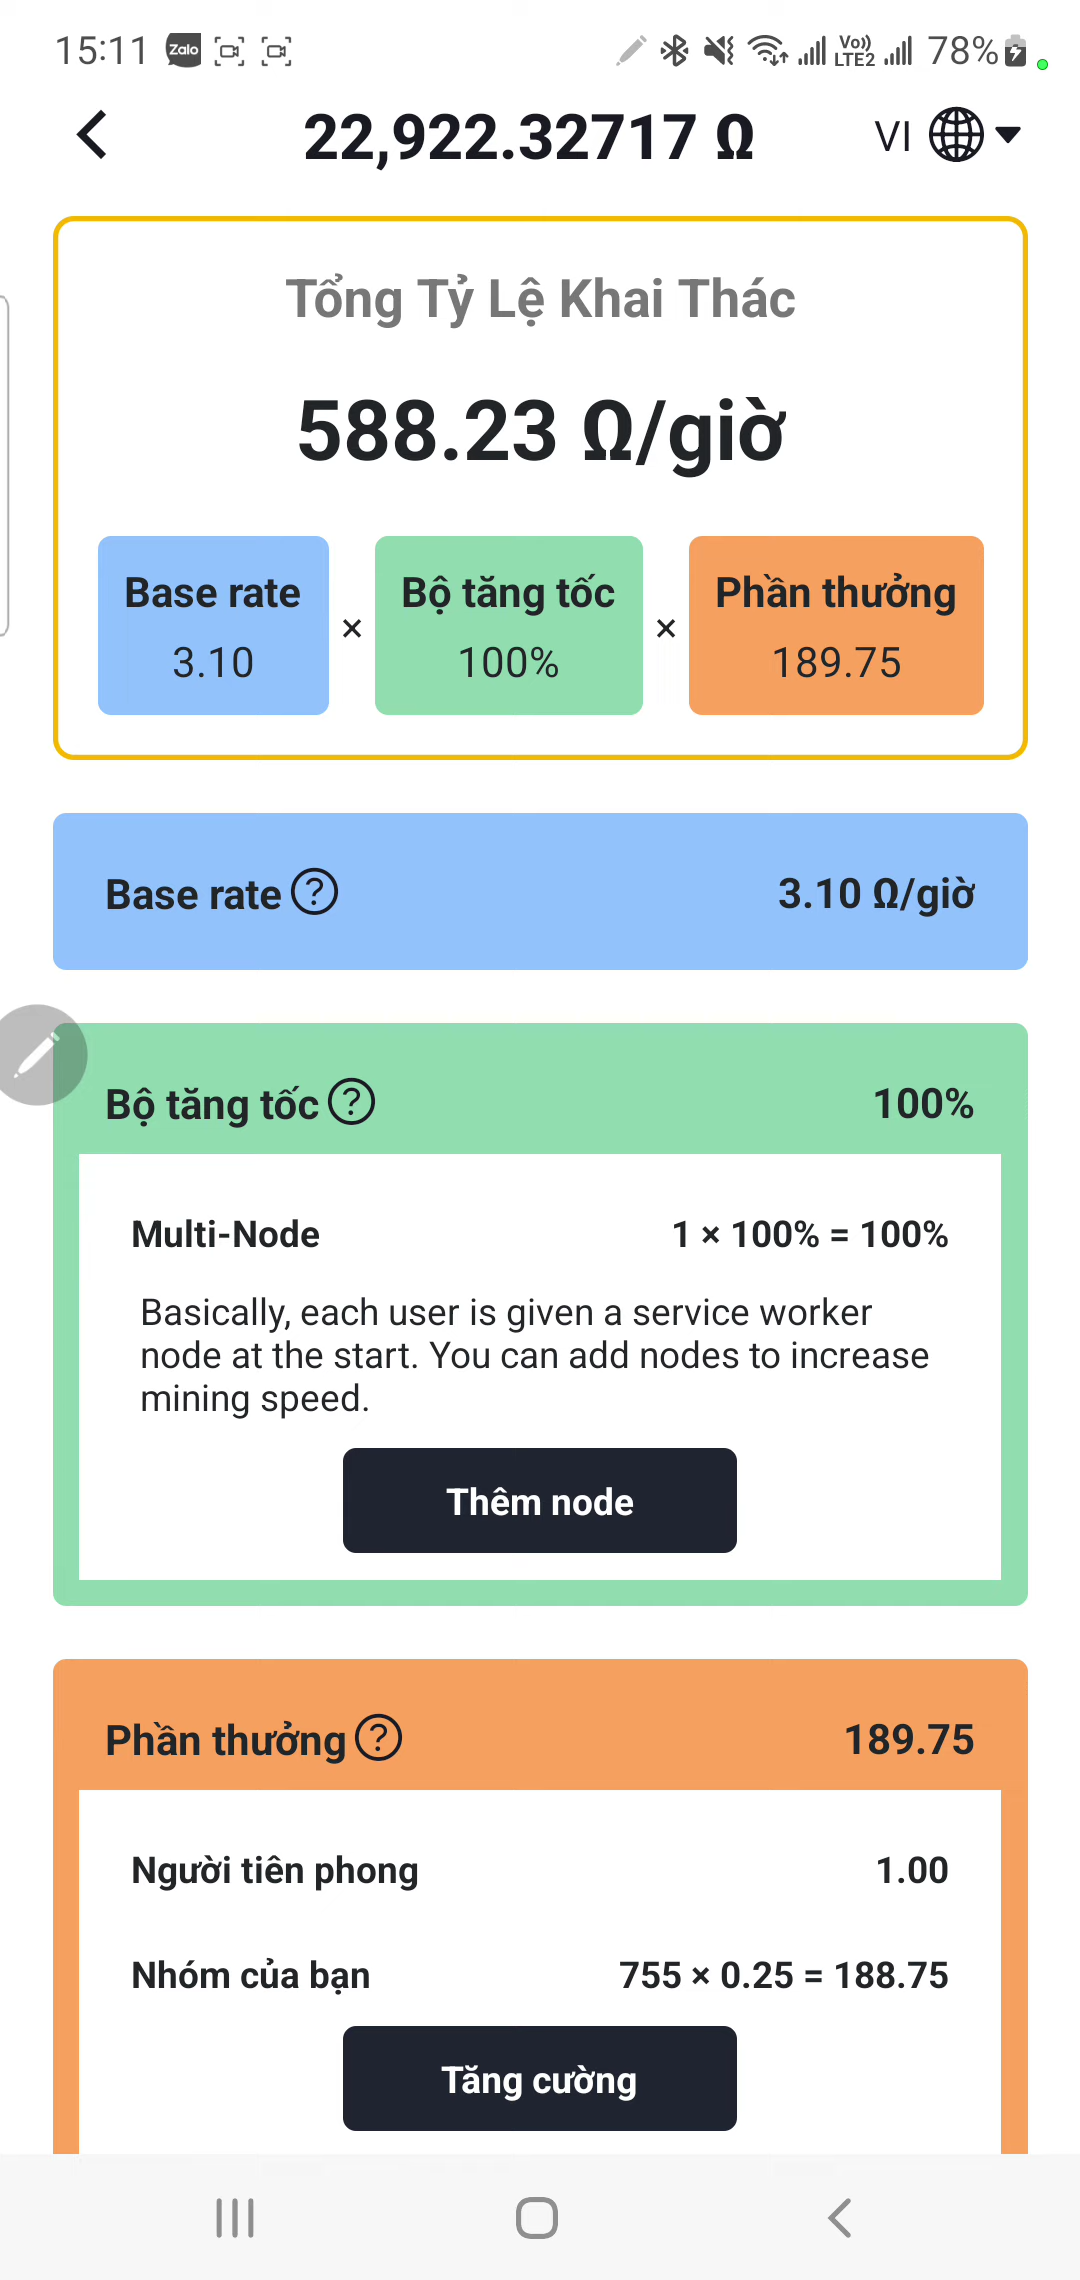 15:11 Zalo Vo)) LTE2 78%
22,922.32717 Ω VI
Tổng Tỷ Lệ Khai Thác
588.23 Ω/giờ
Base rate × Bộ tăng tốc × Phần thưởng
3.10 100% 189.75
Base rate ? 3.10 Ω/giờ
Bộ tăng tốc ? 100%
Multi-Node 1 × 100% = 100%
Basically, each user is given a service worker
node at the start. You can add nodes to increase
mining speed.
Thêm node
Phần thưởng ? 189.75
Người tiên phong 1.00
Nhóm của bạn 755 × 0.25 = 188.75
Tăng cường